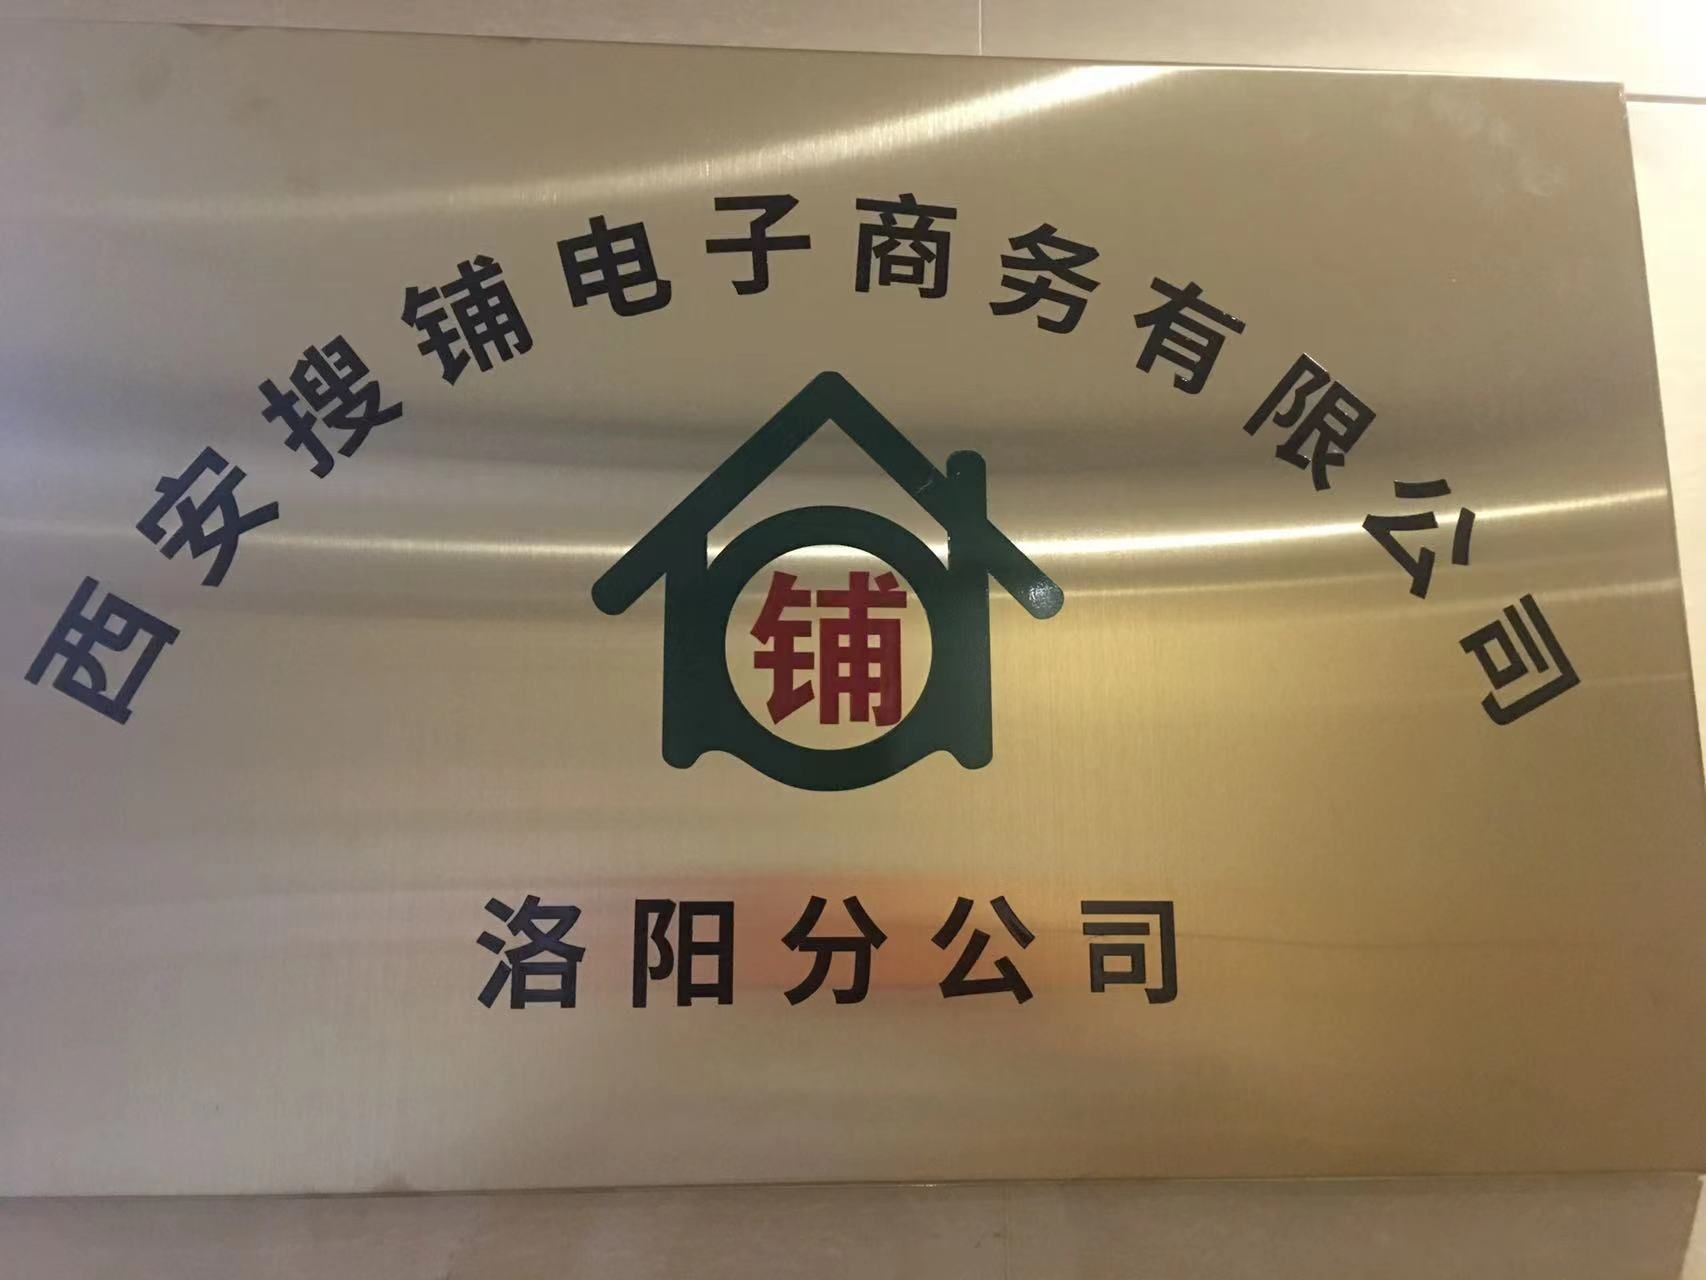 西安搜铺电子商务有限公司
铺
洛阳分公司